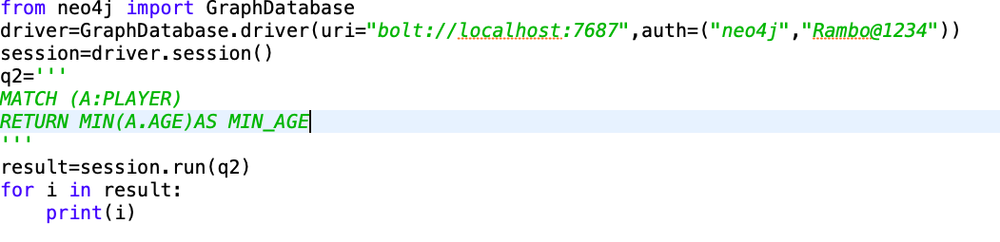 from neo4j import GraphDatabase
driver=GraphDatabase.driver(uri="bolt://localhost:7687",auth=("neo4j","Rambo@1234"))
session=driver.session()
q2='''
MATCH (A:PLAYER)
RETURN MIN(A.AGE)AS MIN_AGE
'''
result=session.run(q2)
for i in result:
    print(i)